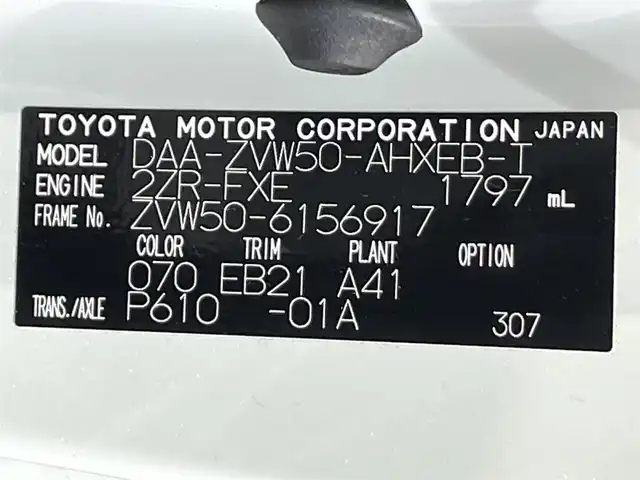 TOYOTA MOTOR CORPORATION JAPAN
MODEL DAA-ZVW50-AHXEB-T
ENGINE 2ZR-FXE 1797 mL
FRAME No. ZVW50-6156917
COLOR TRIM PLANT OPTION
070 EB21 A41
TRANS./AXLE P610 -01A 307